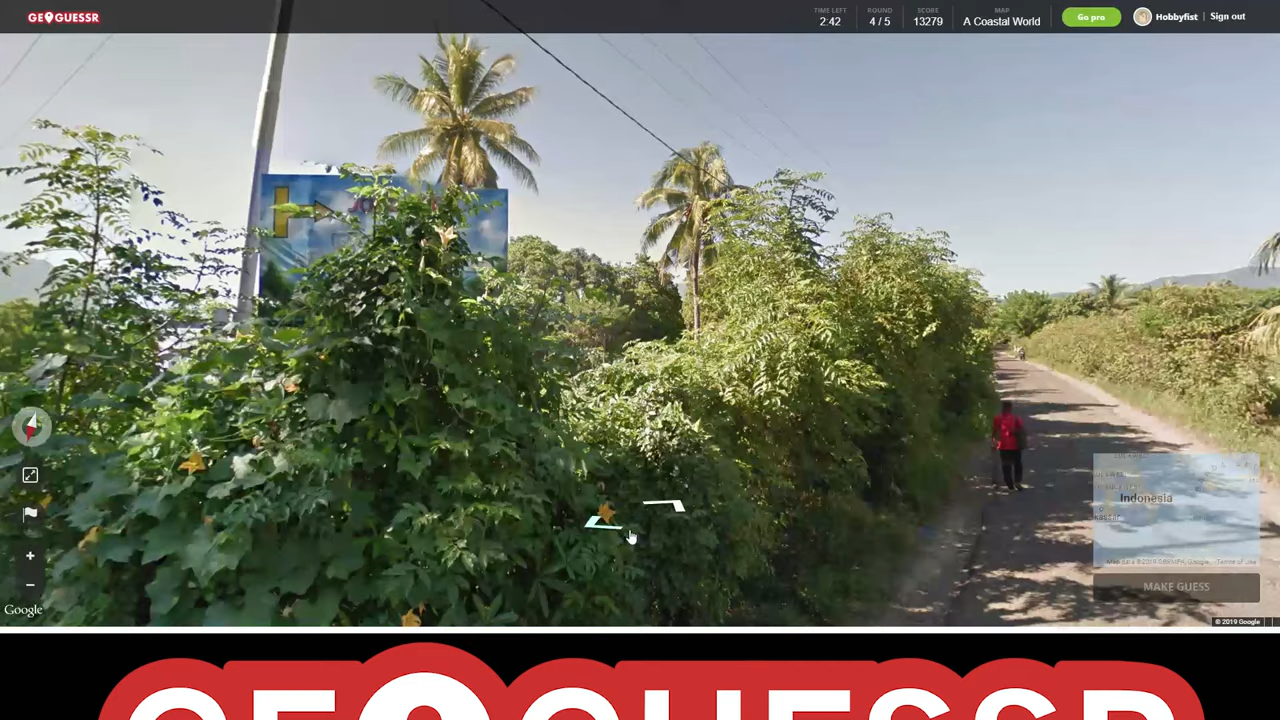 GEOGUESSR
TIME LEFT
2:42
ROUND
4 / 5
SCORE
13279
MAP
A Coastal World
Go pro
Hobbyfist
Sign out
Indonesia
MAKE GUESS
Google
© 2019 Google
GEOGUESSR